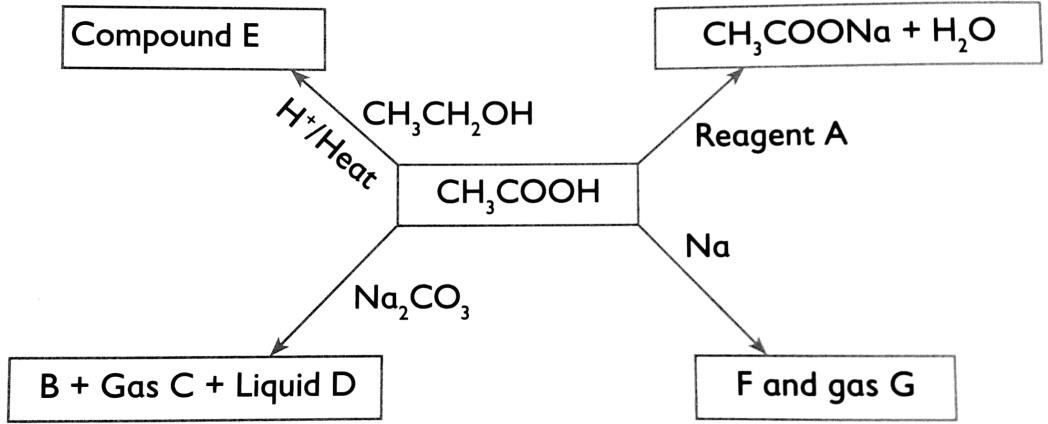 Compound E
CH₃COONa + H₂O
H⁺/Heat
CH₃CH₂OH
Reagent A
CH₃COOH
Na₂CO₃
Na
B + Gas C + Liquid D
F and gas G